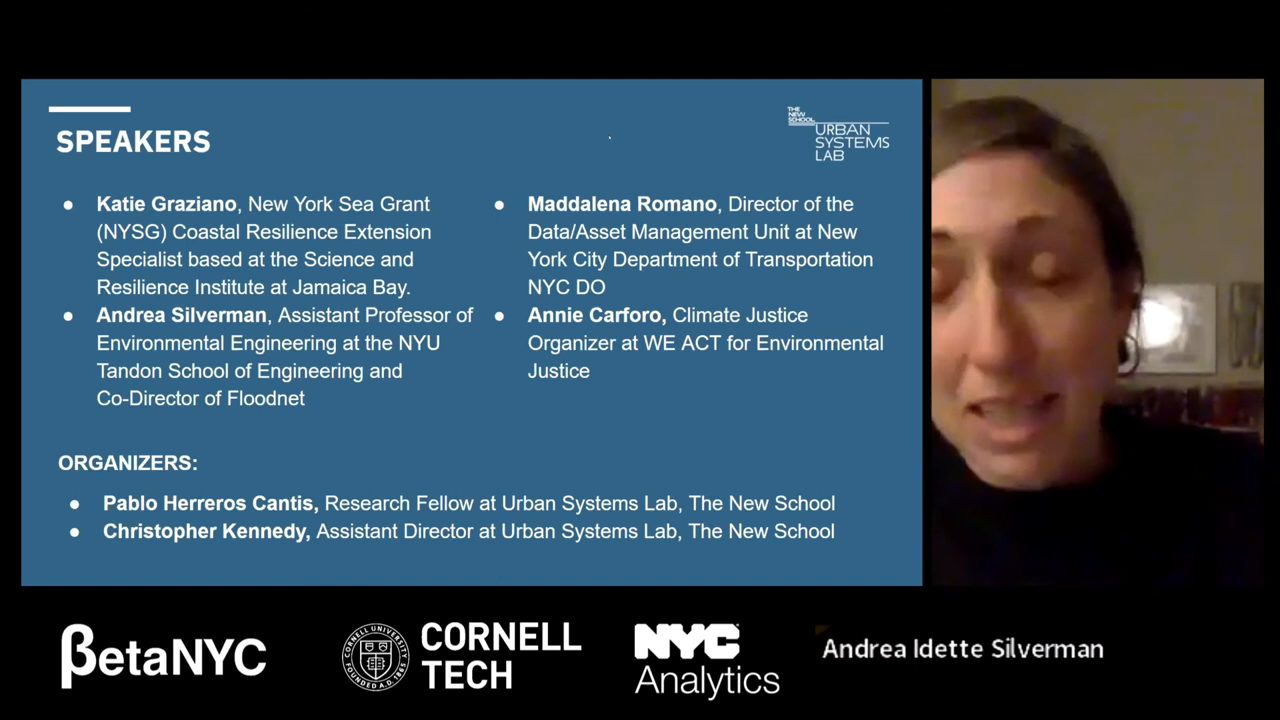 SPEAKERS
THE NEW SCHOOL
URBAN
SYSTEMS
LAB
● Katie Graziano, New York Sea Grant
(NYSG) Coastal Resilience Extension
Specialist based at the Science and
Resilience Institute at Jamaica Bay.
● Andrea Silverman, Assistant Professor of
Environmental Engineering at the NYU
Tandon School of Engineering and
Co-Director of Floodnet
● Maddalena Romano, Director of the
Data/Asset Management Unit at New
York City Department of Transportation
NYC DO
● Annie Carforo, Climate Justice
Organizer at WE ACT for Environmental
Justice
ORGANIZERS:
● Pablo Herreros Cantis, Research Fellow at Urban Systems Lab, The New School
● Christopher Kennedy, Assistant Director at Urban Systems Lab, The New School
βetaNYC
CORNELL UNIVERSITY
FOUNDED A.D. 1865
CORNELL
TECH
NYC
Analytics
Andrea Idette Silverman